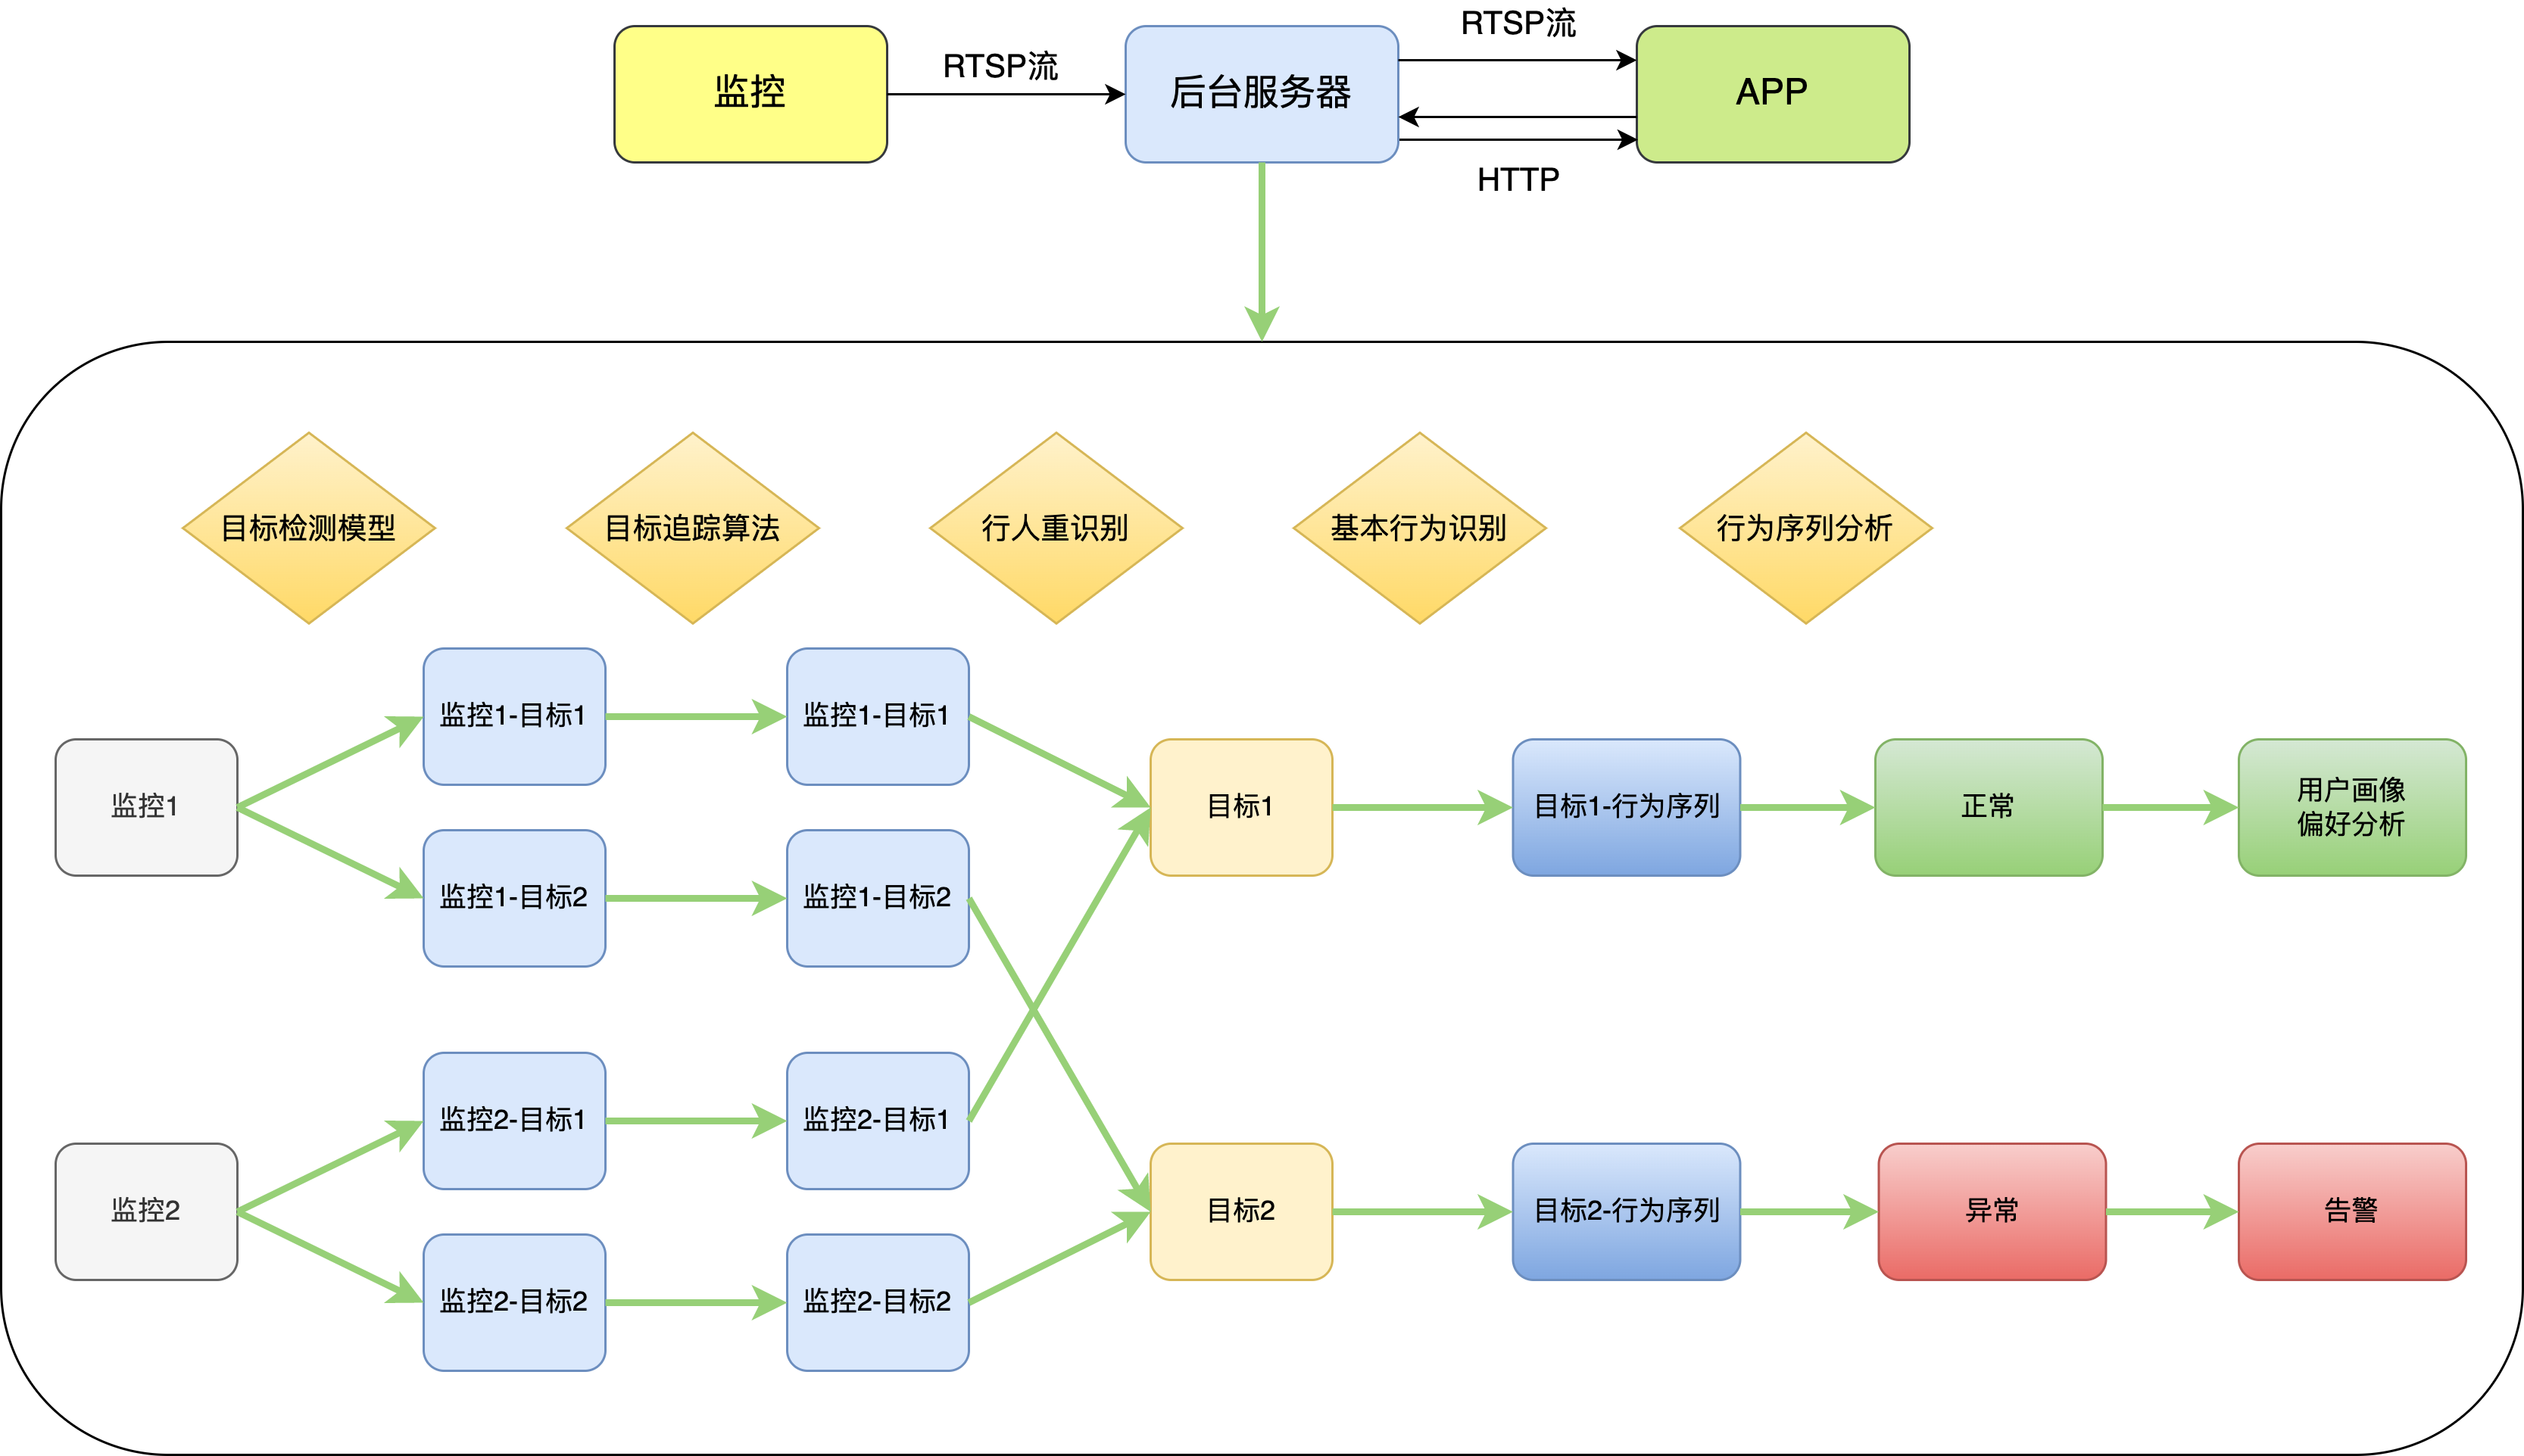 监控
RTSP流
后台服务器
RTSP流
HTTP
APP
目标检测模型
目标追踪算法
行人重识别
基本行为识别
行为序列分析
监控1-目标1
监控1-目标1
监控1
目标1
目标1-行为序列
正常
用户画像
偏好分析
监控1-目标2
监控1-目标2
监控2-目标1
监控2-目标1
监控2
目标2
目标2-行为序列
异常
告警
监控2-目标2
监控2-目标2